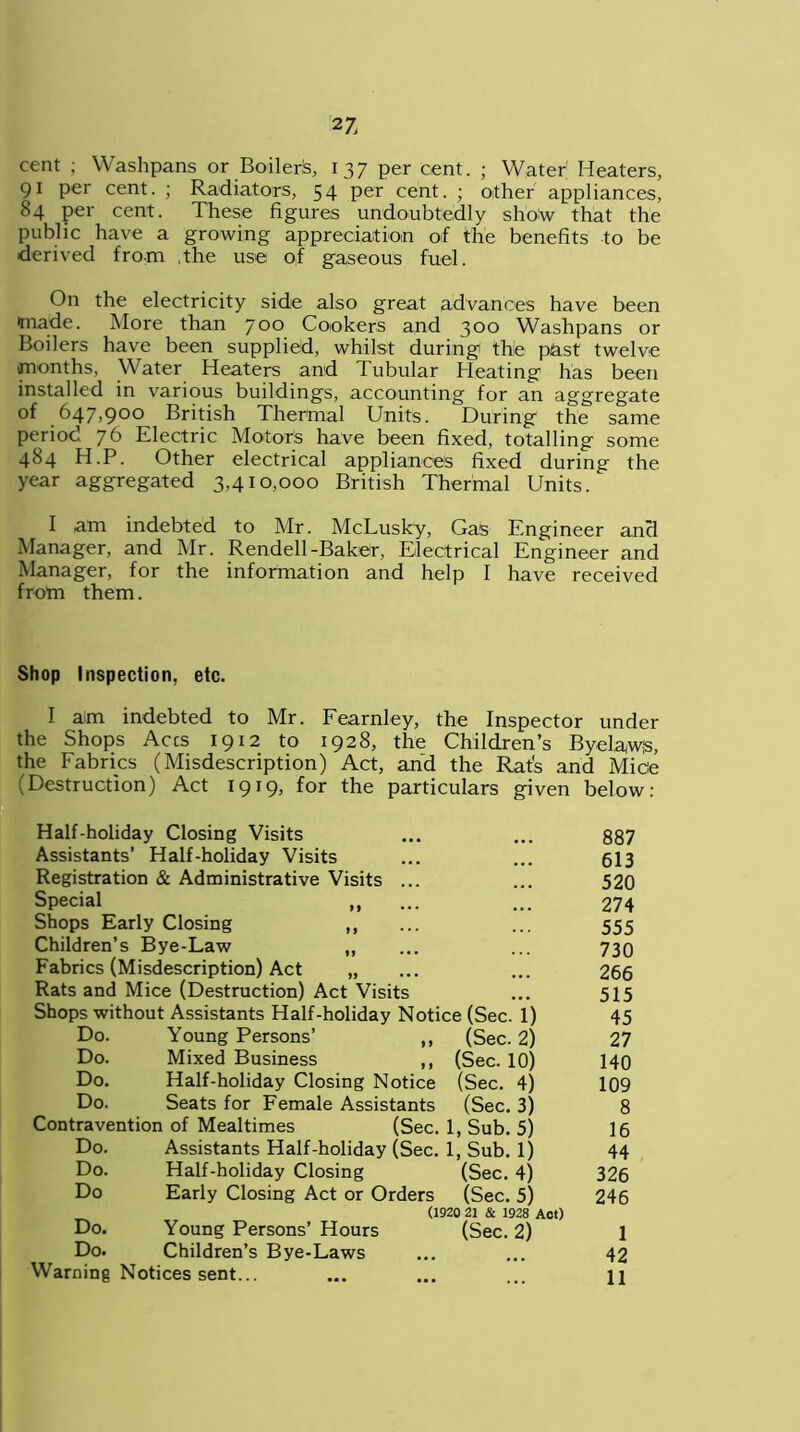 27
cent ; Washpans or Boilers, 137 per cent. ; Water Heaters,
91 per cent. ; Radiators, 54 per cent. ; other appliances,
84 per cent. These figures undoubtedly show that the
public have a growing appreciation of the benefits to be
derived from the use of gaseous fuel.
On the electricity side also great advances have been
made. More than 700 Cookers and 300 Washpans or
Boilers have been supplied, whilst during the past twelve
months, Water Heaters and Tubular Heating has been
installed in various buildings, accounting for an aggregate
of 647,900 British Thermal Units. During the same
period 76 Electric Motors have been fixed, totalling some
484 H.P. Other electrical appliances fixed during the
year aggregated 3,410,000 British Thermal Units.
I am indebted to Mr. McLusky, Gas Engineer and
Manager, and Mr. Rendell-Baker, Electrical Engineer and
Manager, for the information and help I have received
from them.
Shop Inspection, etc.
I am indebted to Mr. Fearnley, the Inspector under
the Shops Acts 1912 to 1928, the Children's Byelaws,
the Fabrics (Misdescription) Act, and the Rats and Mice
(Destruction) Act 1919, for the particulars given below:
Half-holiday Closing Visits ... ... 887
Assistants' Half-holiday Visits ... ... 613
Registration & Administrative Visits ... ... 520
Special ,, ... ... 274
Shops Early Closing ,, ... ... 555
Children's Bye-Law ,, ... ... 730
Fabrics (Misdescription) Act ,, ... ... 266
Rats and Mice (Destruction) Act Visits ... 515
Shops without Assistants Half-holiday Notice (Sec. 1) 45
Do. Young Persons' ,, (Sec. 2) 27
Do. Mixed Business ,, (Sec. 10) 140
Do. Half-holiday Closing Notice (Sec. 4) 109
Do. Seats for Female Assistants (Sec. 3) 8
Contravention of Mealtimes (Sec. 1, Sub. 5) 16
Do. Assistants Half-holiday (Sec. 1, Sub. 1) 44
Do. Half-holiday Closing (Sec. 4) 326
Do Early Closing Act or Orders (Sec. 5) 246
(1920 21 & 1928 Act)
Do. Young Persons' Hours (Sec. 2) 1
Do. Children's Bye-Laws ... ... 42
Warning Notices sent... ... ... ... 11